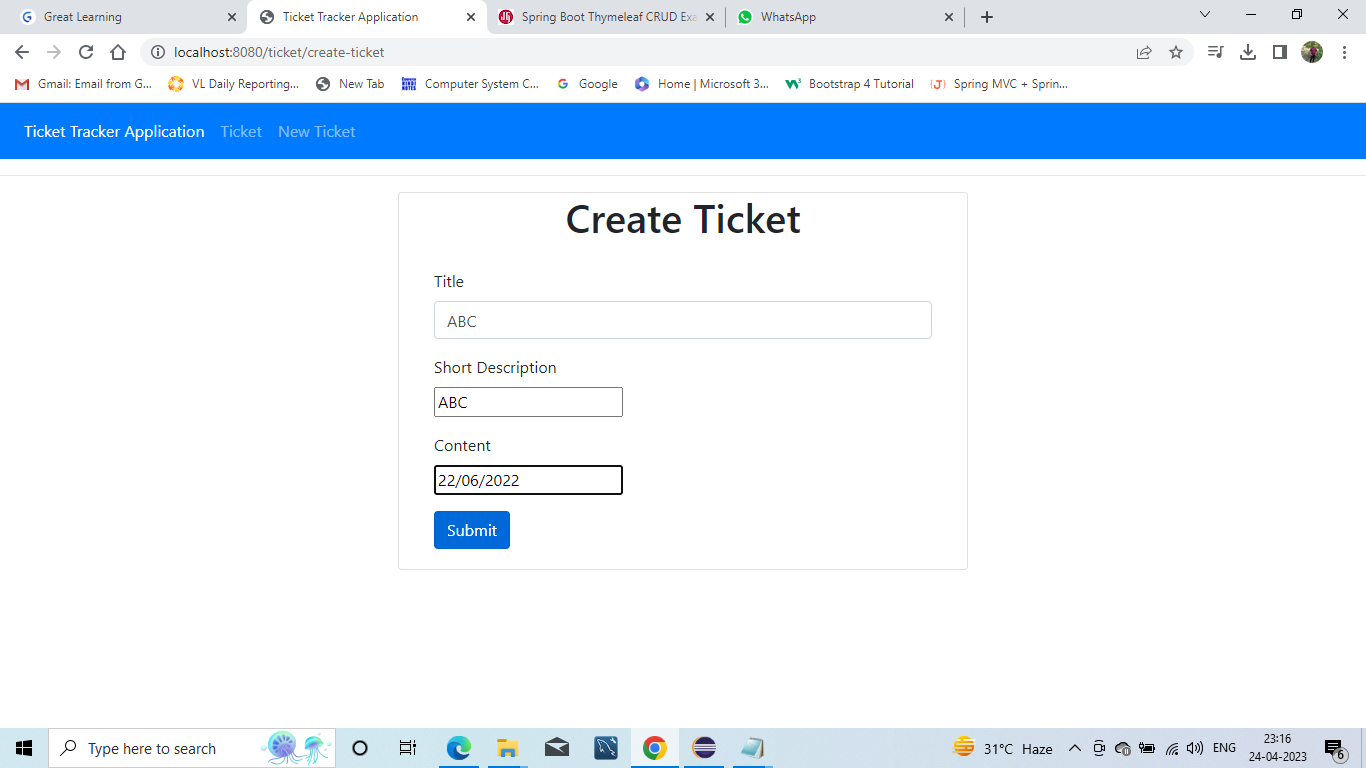 Great Learning
Ticket Tracker Application
Spring Boot Thymeleaf CRUD Exa
WhatsApp
localhost:8080/ticket/create-ticket
Gmail: Email from G...
VL Daily Reporting...
New Tab
Computer System C...
Google
Home | Microsoft 3...
Bootstrap 4 Tutorial
Spring MVC + Sprin...
Ticket Tracker Application Ticket New Ticket
Create Ticket
Title
ABC
Short Description
ABC
Content
22/06/2022
Submit
Type here to search
31°C Haze
ENG
23:16
24-04-2023
6